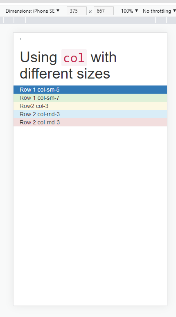 Dimensions: iPhone SE ▼ 375 x 667 100% ▼ No throttling ▼
Using col with
different sizes
Row 1 col-sm-5
Row 1 col-sm-7
Row2 col-3
Row 2 col-md-3
Row 2 col-md-3